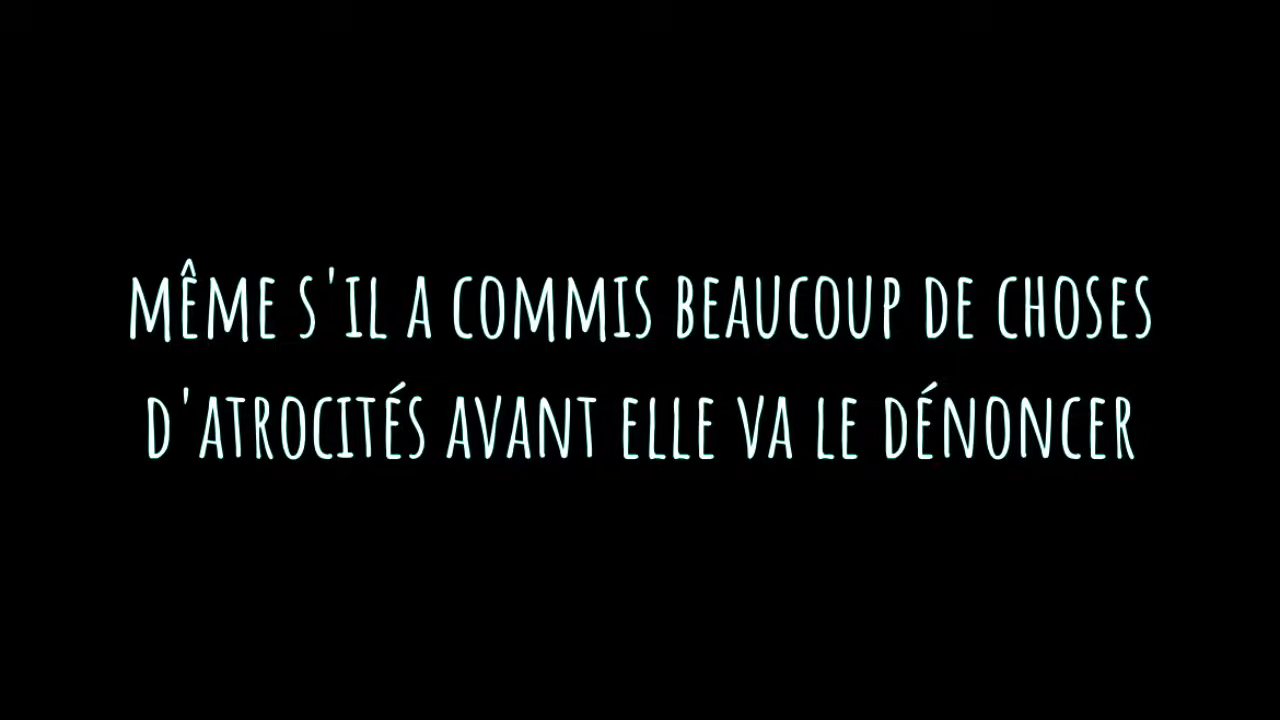 MÊME S'IL A COMMIS BEAUCOUP DE CHOSES
D'ATROCITÉS AVANT ELLE VA LE DÉNONCER